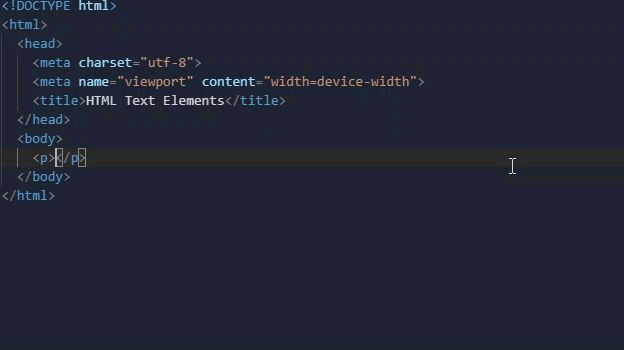 <!DOCTYPE html>
<html>
<head>
<meta charset="utf-8">
<meta name="viewport" content="width=device-width">
<title>HTML Text Elements</title>
</head>
<body>
<p></p>
</body>
</html>